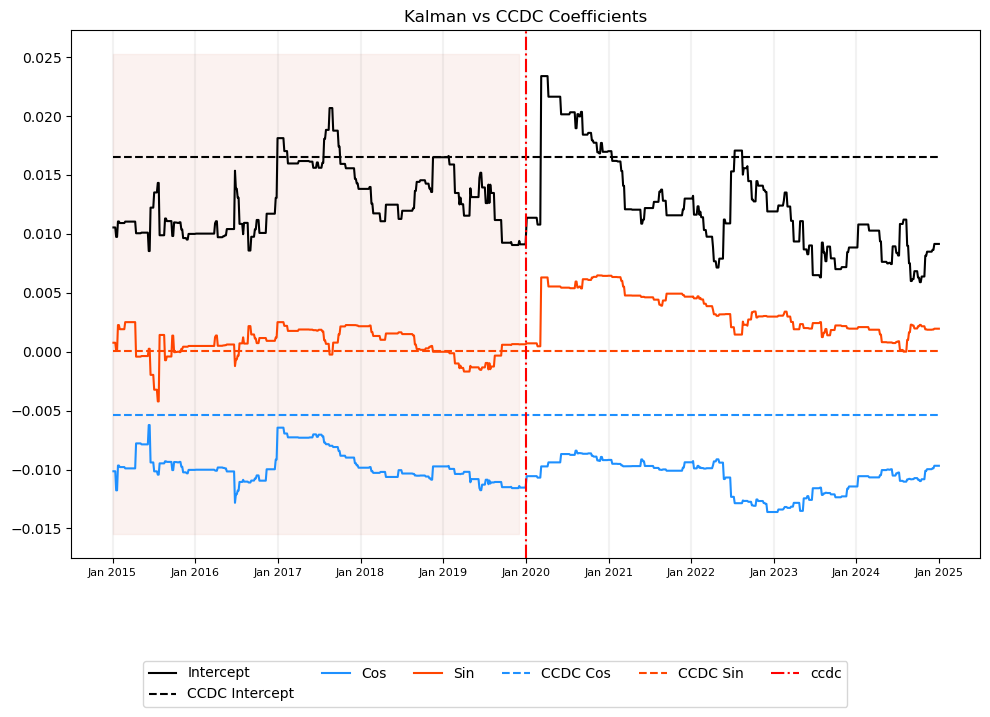 Kalman vs CCDC Coefficients
0.025
0.020
0.015
0.010
0.005
0.000
−0.005
−0.010
−0.015
Jan 2015 Jan 2016 Jan 2017 Jan 2018 Jan 2019 Jan 2020 Jan 2021 Jan 2022 Jan 2023 Jan 2024 Jan 2025
Intercept Cos Sin CCDC Cos CCDC Sin ccdc
CCDC Intercept